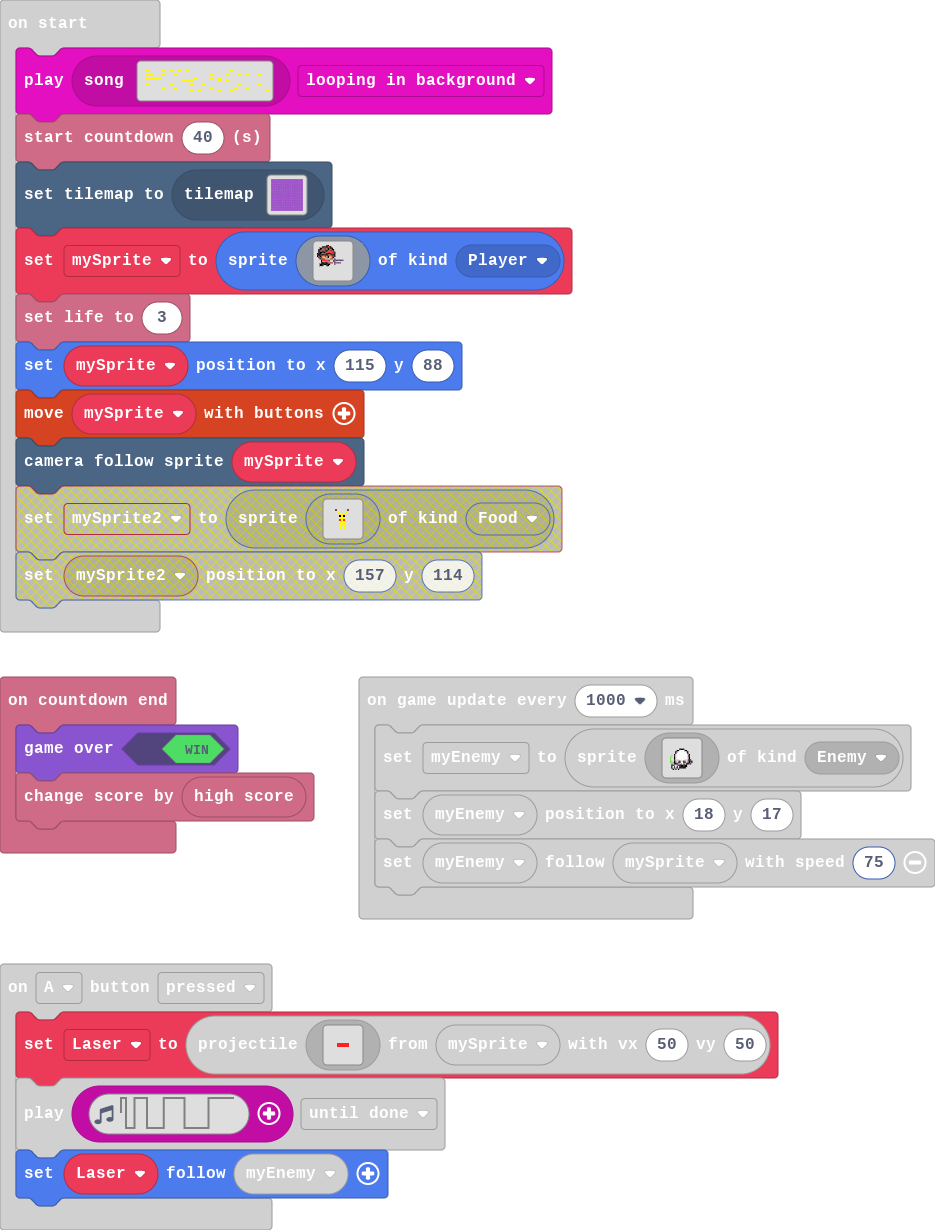 on start
play song looping in background
start countdown 40 (s)
set tilemap to tilemap
set mySprite to sprite of kind Player
set life to 3
set mySprite position to x 115 y 88
move mySprite with buttons
camera follow sprite mySprite
set mySprite2 to sprite of kind Food
set mySprite2 position to x 157 y 114
on countdown end
game over WIN
change score by high score
on game update every 1000 ms
set myEnemy to sprite of kind Enemy
set myEnemy position to x 18 y 17
set myEnemy follow mySprite with speed 75
on A button pressed
set Laser to projectile from mySprite with vx 50 vy 50
play until done
set Laser follow myEnemy